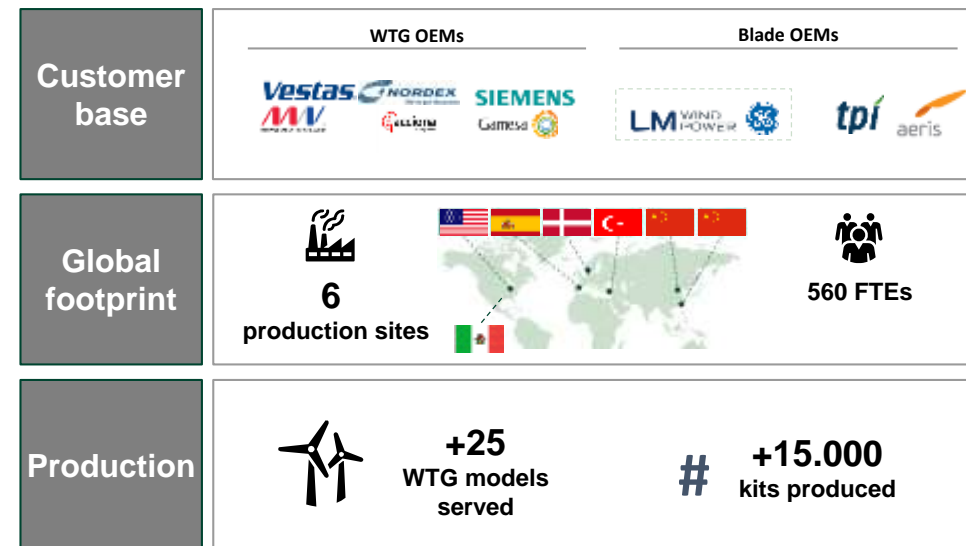 WTG OEMs
Blade OEMs
Customer
base
Vestas
NORDEX
SIEMENS
Gamesa
acciona
LM WIND
POWER
tpi
aeris
Global
footprint
6
production sites
560 FTEs
Production
+25
WTG models
served
#
+15.000
kits produced